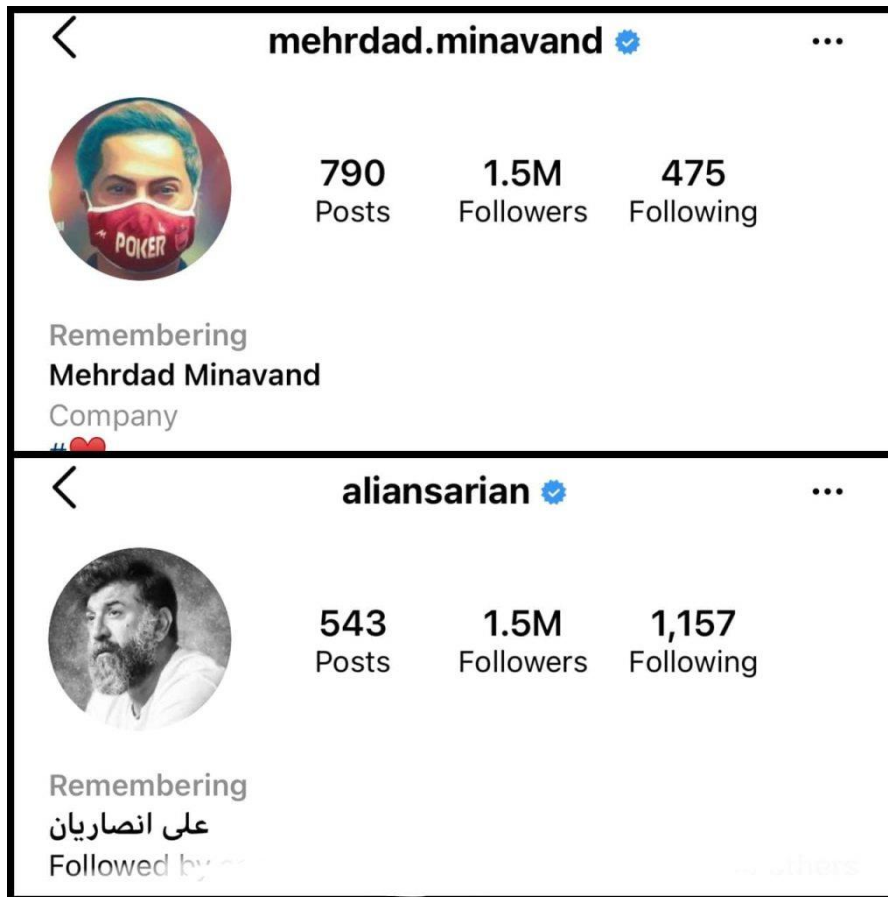 mehrdad.minavand
790 1.5M 475
Posts Followers Following
POKER
Remembering
Mehrdad Minavand
Company
#❤️
aliansarian
543 1.5M 1,157
Posts Followers Following
Remembering
علی انصاریان
Followed by
others